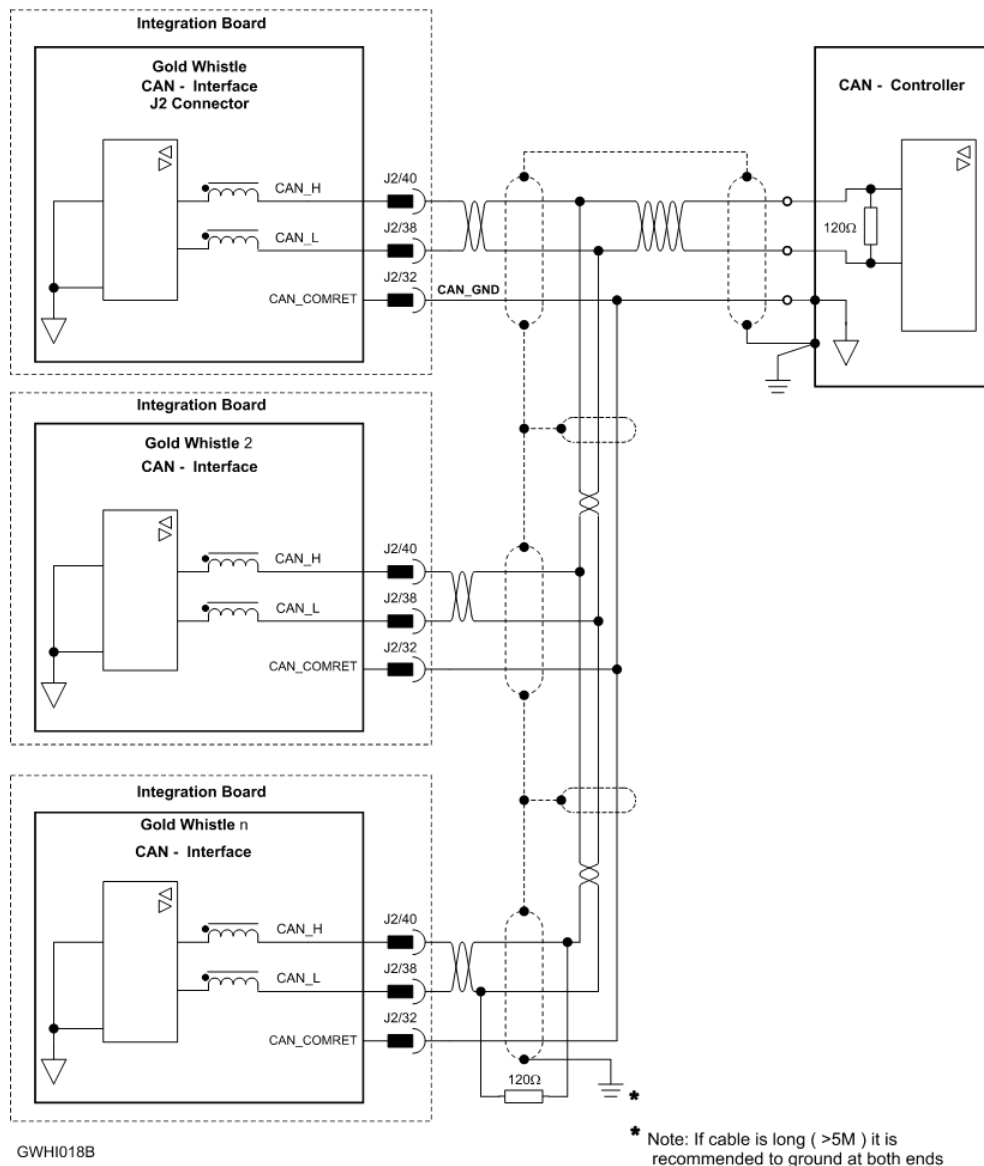 Integration Board
Gold Whistle
CAN - Interface
J2 Connector
CAN_H
CAN_L
CAN_COMRET
J2/40
J2/38
J2/32
CAN_GND
CAN - Controller
120Ω
Integration Board
Gold Whistle 2
CAN - Interface
CAN_H
CAN_L
CAN_COMRET
J2/40
J2/38
J2/32
Integration Board
Gold Whistle n
CAN - Interface
CAN_H
CAN_L
CAN_COMRET
J2/40
J2/38
J2/32
120Ω
*
* Note: If cable is long ( >5M ) it is
recommended to ground at both ends
GWHI018B